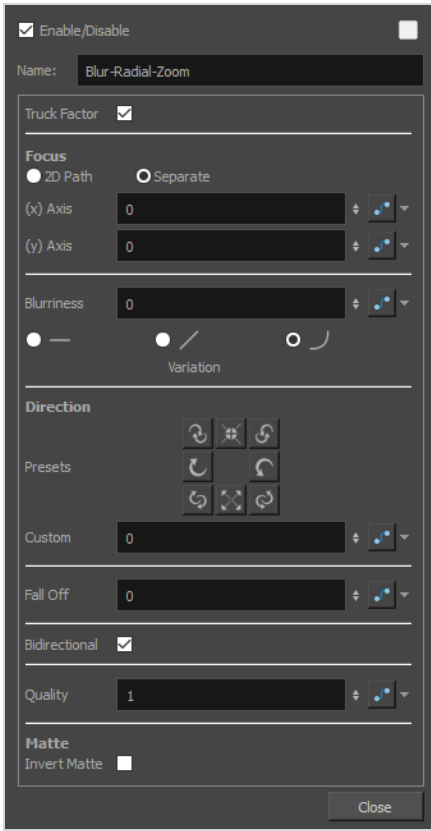 Enable/Disable
Name: Blur-Radial-Zoom
Truck Factor
Focus
2D Path Separate
(x) Axis 0
(y) Axis 0
Blurriness 0
Variation
Direction
Presets
Custom 0
Fall Off 0
Bidirectional
Quality 1
Matte
Invert Matte
Close